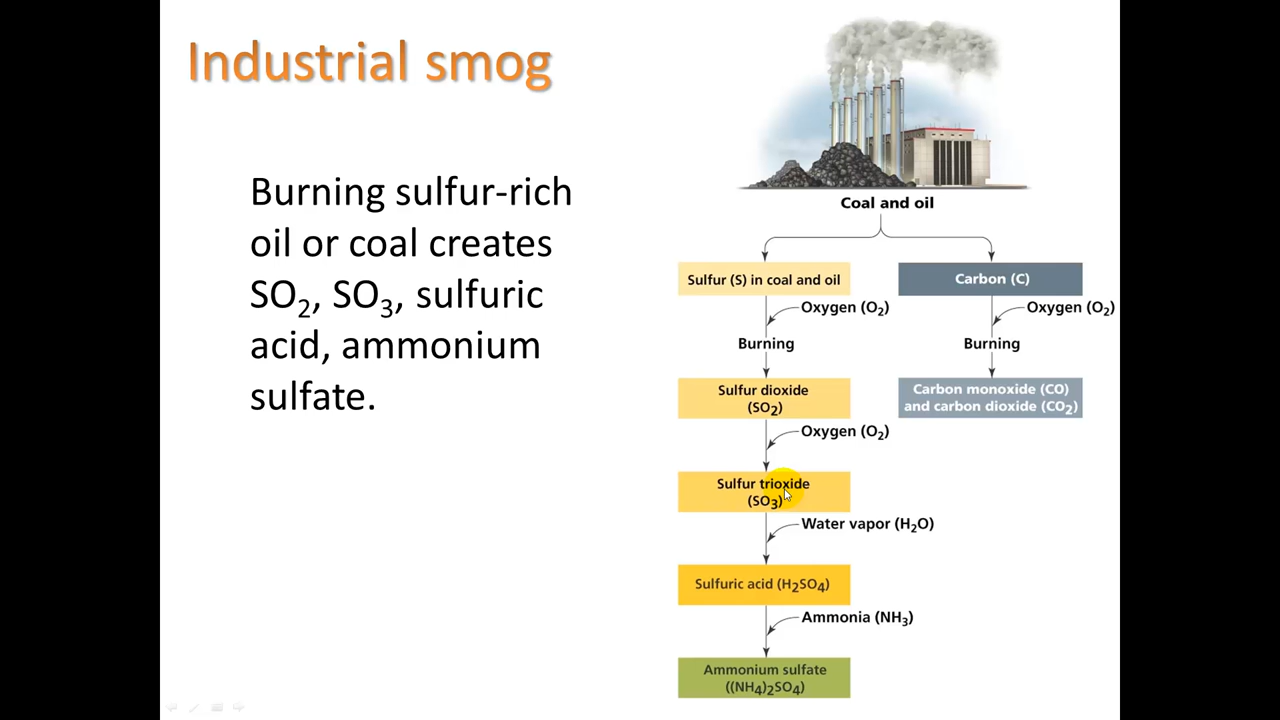 Industrial smog
Burning sulfur-rich
oil or coal creates
SO₂, SO₃, sulfuric
acid, ammonium
sulfate.
Coal and oil
Sulfur (S) in coal and oil
Carbon (C)
Oxygen (O₂)
Oxygen (O₂)
Burning
Burning
Sulfur dioxide
(SO₂)
Carbon monoxide (CO)
and carbon dioxide (CO₂)
Oxygen (O₂)
Sulfur trioxide
(SO₃)
Water vapor (H₂O)
Sulfuric acid (H₂SO₄)
Ammonia (NH₃)
Ammonium sulfate
((NH₄)₂SO₄)